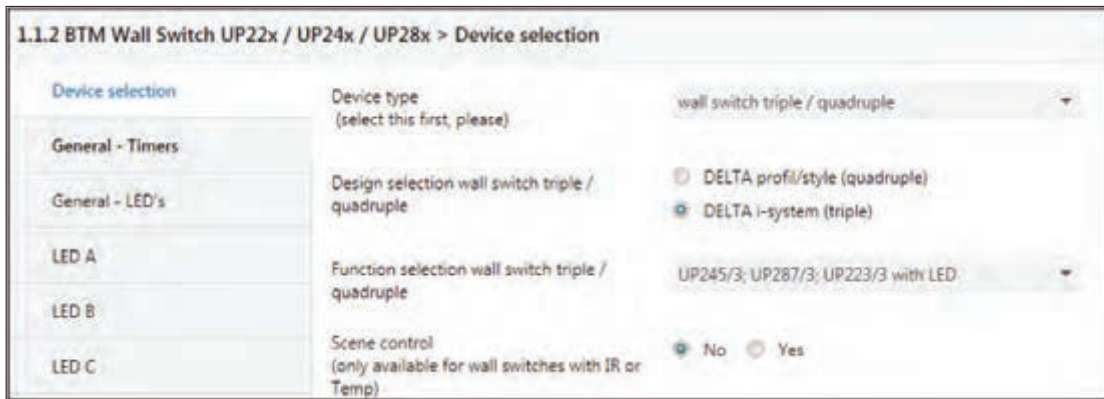 1.1.2 BTM Wall Switch UP22x / UP24x / UP28x > Device selection
Device selection
General - Timers
General - LED's
LED A
LED B
LED C
Device type
(select this first, please)
wall switch triple / quadruple
Design selection wall switch triple /
quadruple
DELTA profil/style (quadruple)
DELTA i-system (triple)
Function selection wall switch triple /
quadruple
UP245/3; UP287/3; UP223/3 with LED
Scene control
(only available for wall switches with IR or
Temp)
No Yes